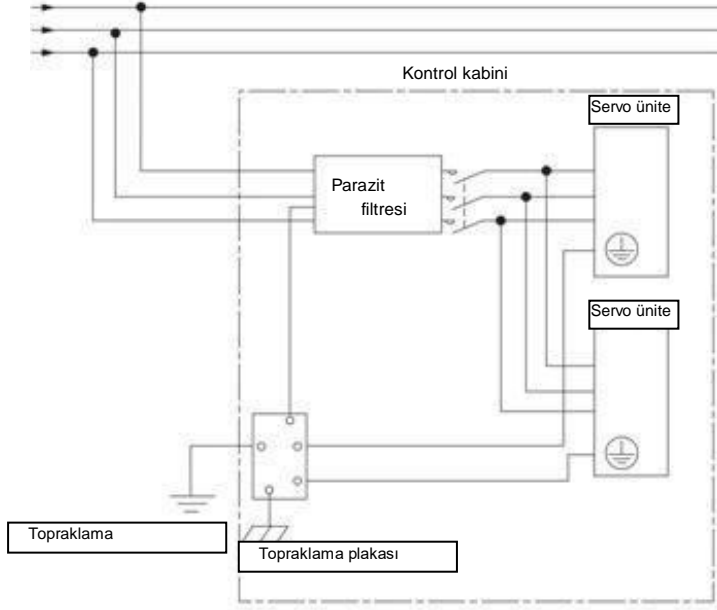 Kontrol kabini
Servo ünite
Parazit
filtresi
Servo ünite
Topraklama
Topraklama plakası